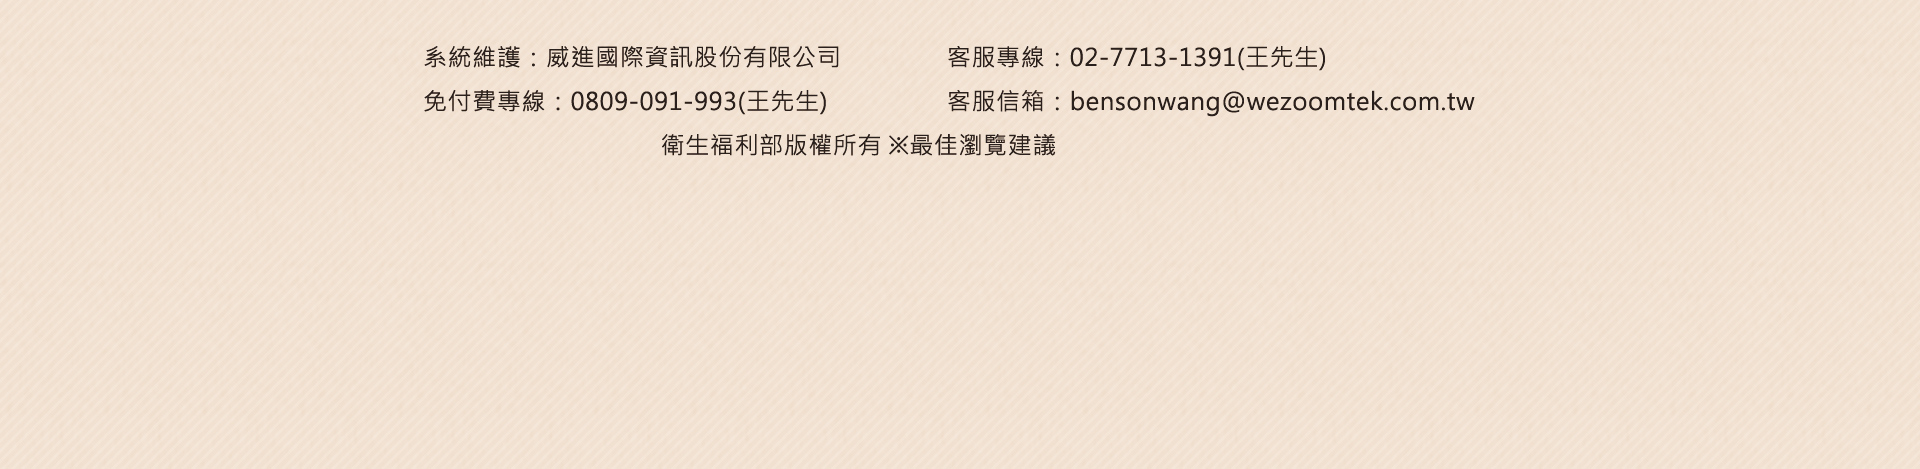 系統維護：威進國際資訊股份有限公司 客服專線：02-7713-1391(王先生)
免付費專線：0809-091-993(王先生) 客服信箱：bensonwang@wezoomtek.com.tw
衛生福利部版權所有 ※最佳瀏覽建議